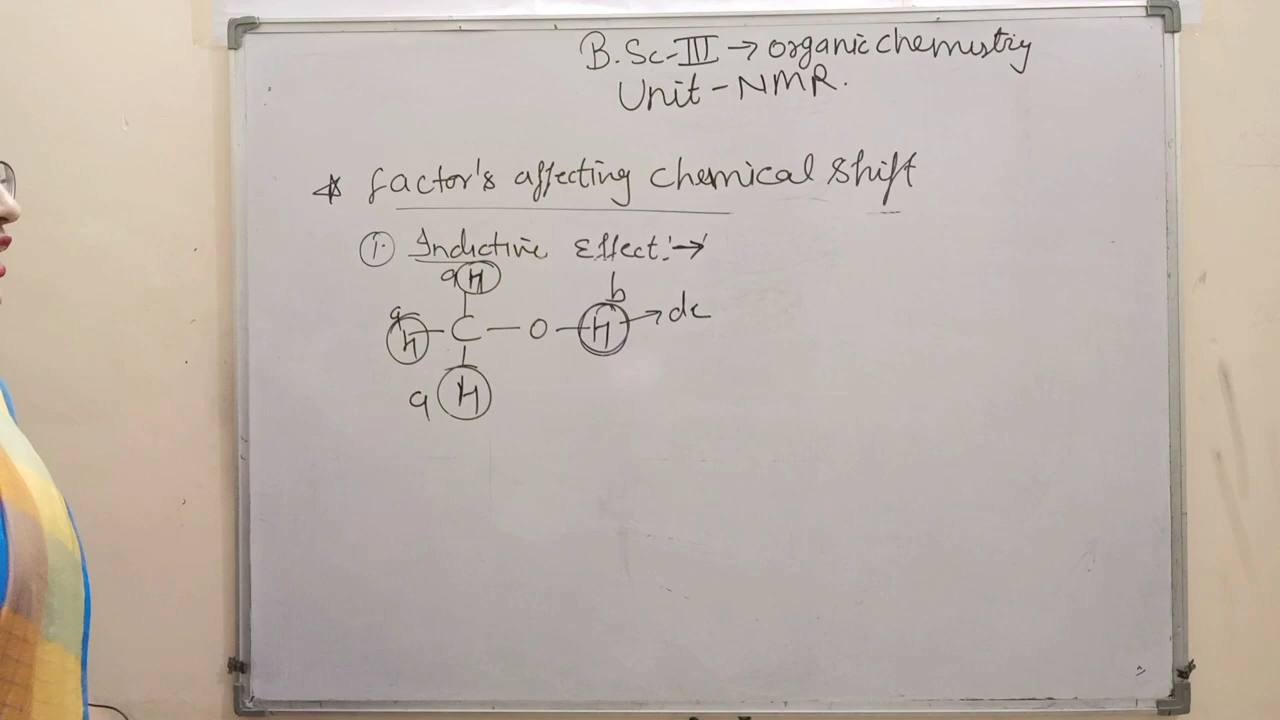 B.Sc-III → organic chemistry
Unit - NMR.
* factor's affecting chemical shift
① Inductive Effect:→
a H b
a H - C - O - H → de
a H